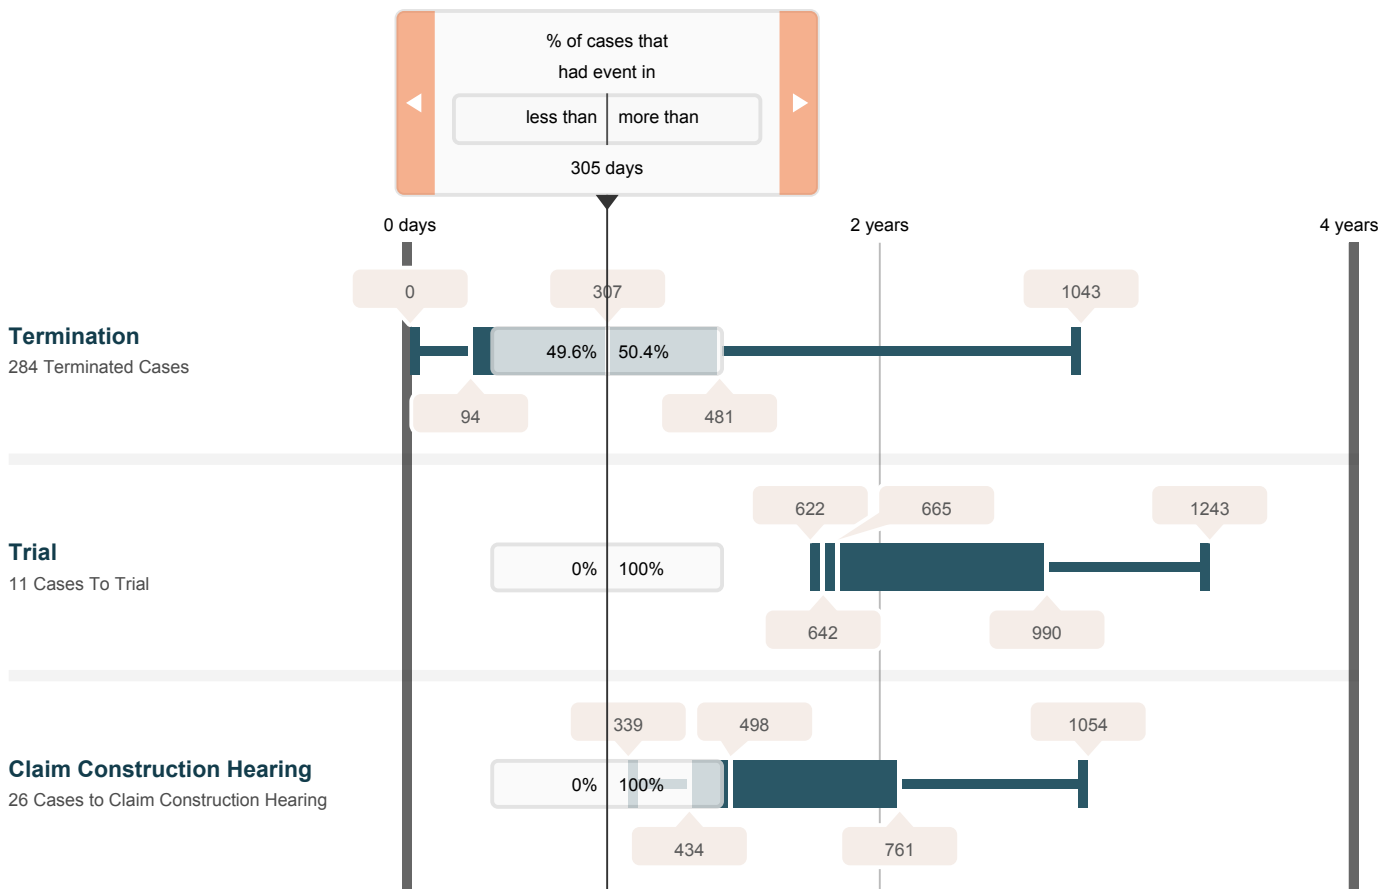 % of cases that
had event in
less than more than
305 days
0 days 2 years 4 years
0 307 1043
Termination
284 Terminated Cases
49.6% 50.4%
94 481
622 665 1243
Trial
11 Cases To Trial
0% 100%
642 990
339 498 1054
Claim Construction Hearing
26 Cases to Claim Construction Hearing
0% 100%
434 761